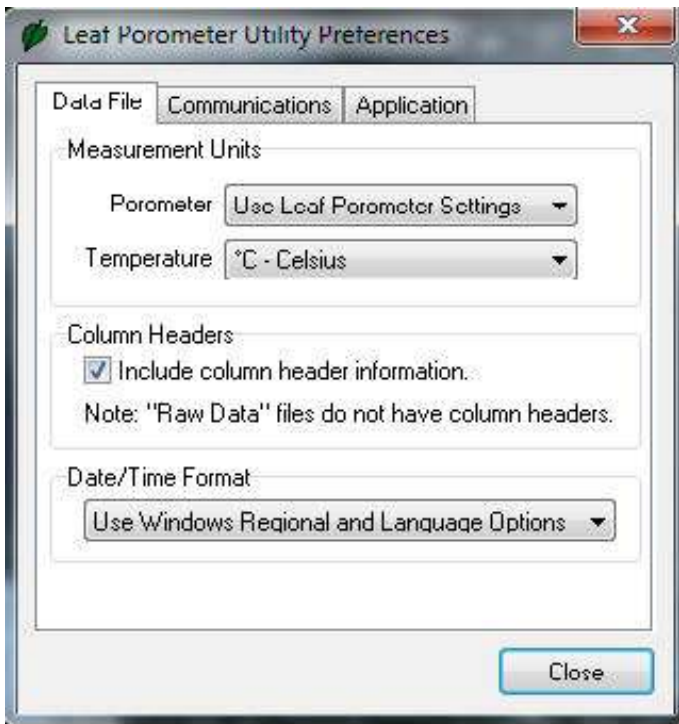 Leaf Porometer Utility Preferences
Data File Communications Application
Measurement Units
Porometer Use Leaf Porometer Settings
Temperature °C - Celsius
Column Headers
Include column header information.
Note: "Raw Data" files do not have column headers.
Date/Time Format
Use Windows Regional and Language Options
Close